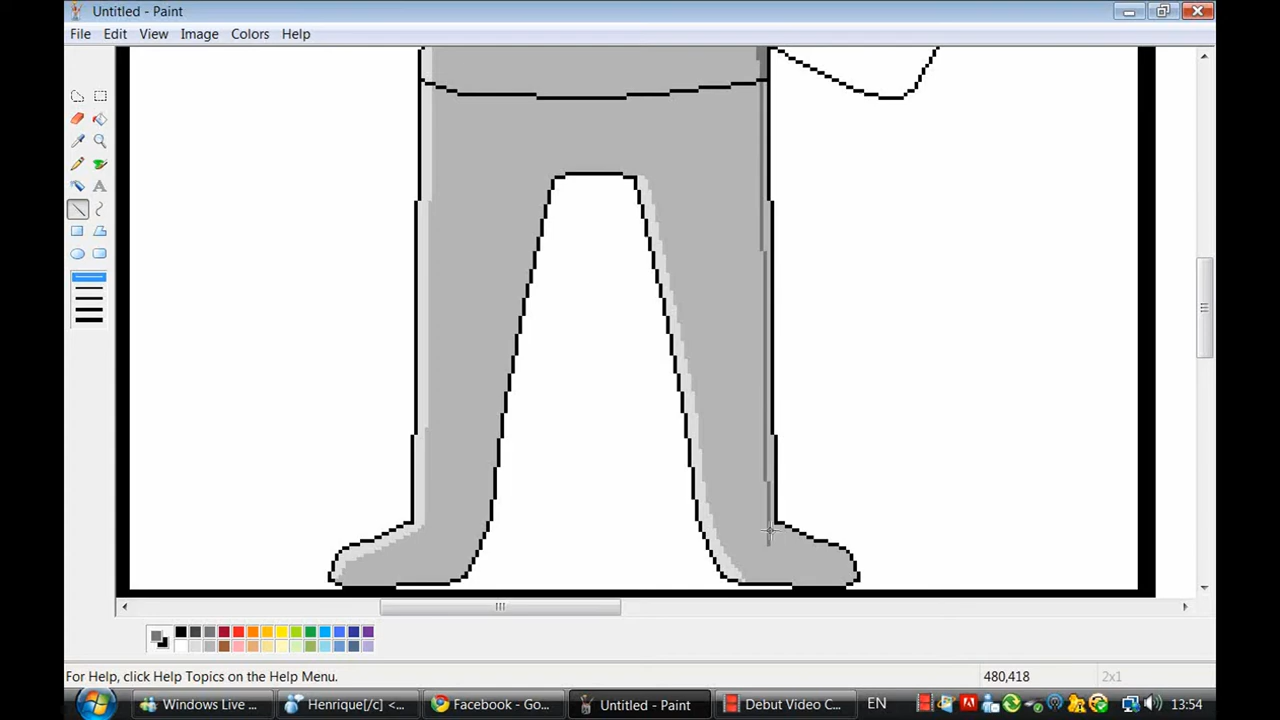 Untitled - Paint
File Edit View Image Colors Help
A
For Help, click Help Topics on the Help Menu. 480,418 2x1
Windows Live ... Henrique[/c] <... Facebook - Go... Untitled - Paint Debut Video C... EN 13:54